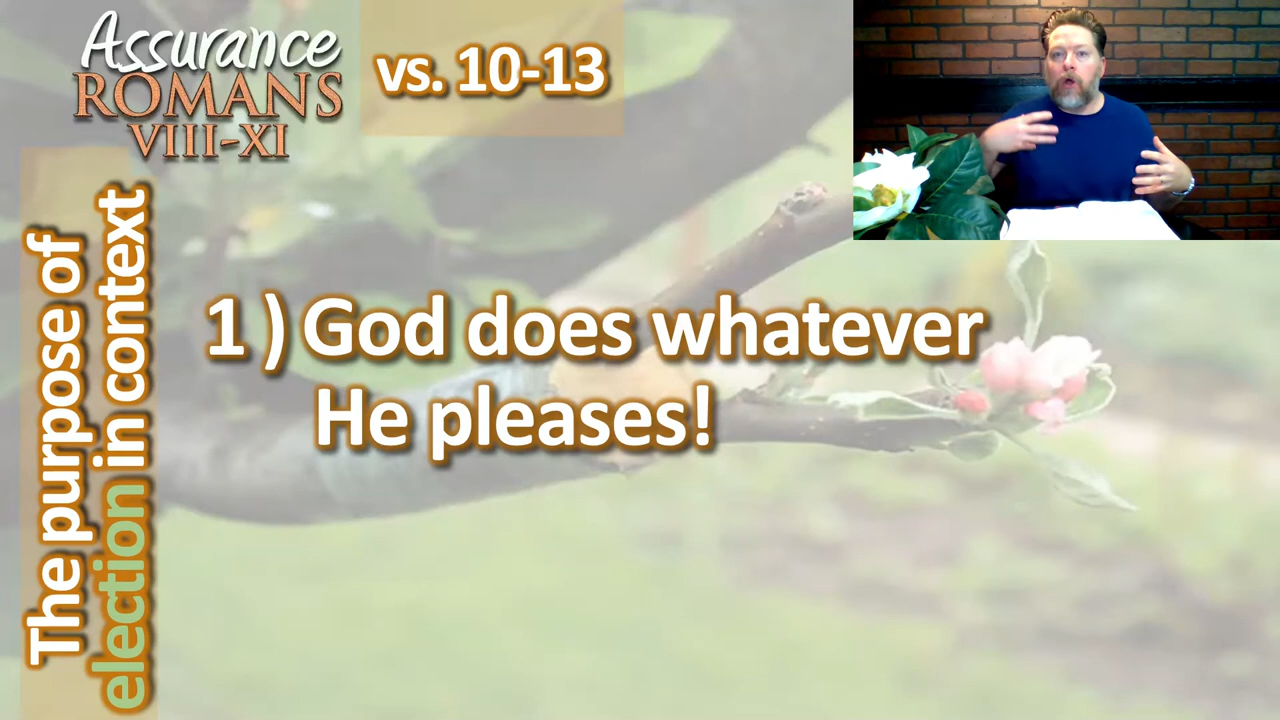 Assurance
ROMANS
VIII-XI
vs. 10-13
The purpose of
election in context
1) God does whatever
He pleases!